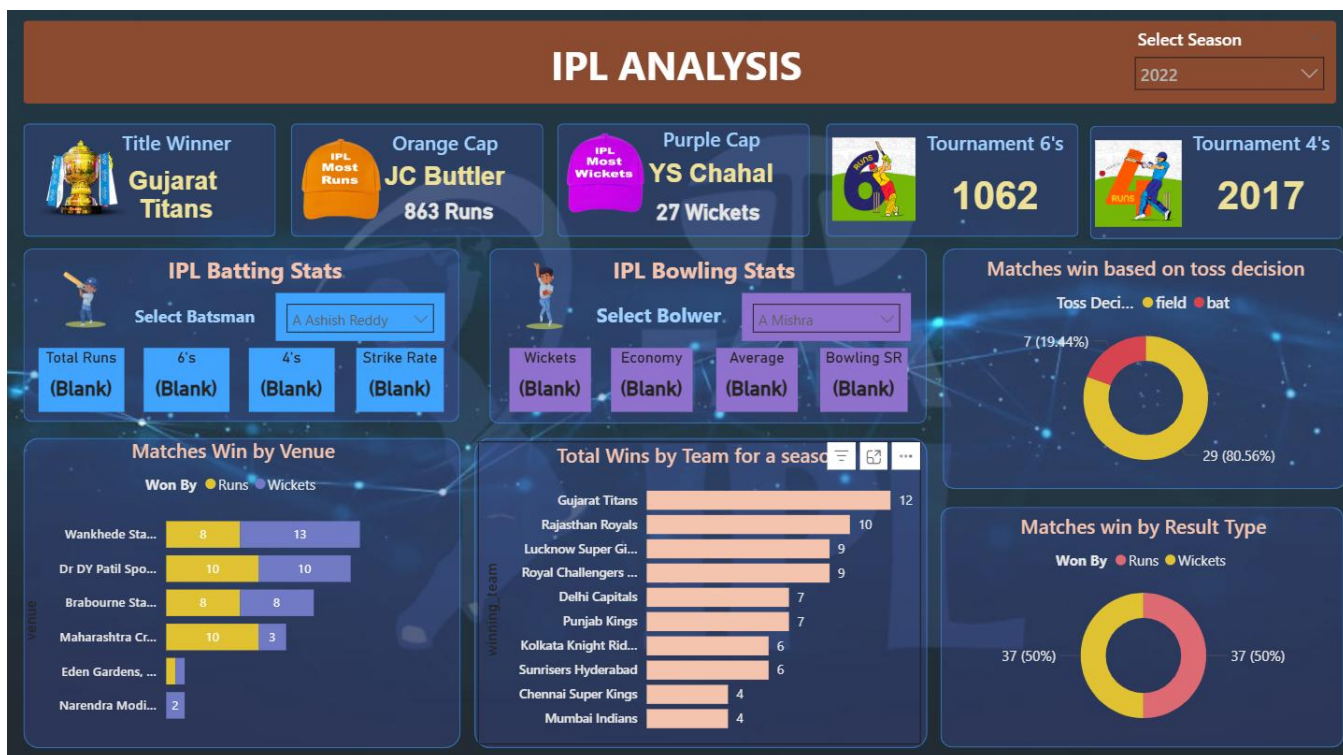 IPL ANALYSIS
Select Season
2022
Title Winner
Gujarat
Titans
IPL
Most
Runs
Orange Cap
JC Buttler
863 Runs
IPL
Most
Wickets
Purple Cap
YS Chahal
27 Wickets
RUNS
6
Tournament 6's
1062
4
RUNS
Tournament 4's
2017
IPL Batting Stats
Select Batsman
A Ashish Reddy
Total Runs
(Blank)
6's
(Blank)
4's
(Blank)
Strike Rate
(Blank)
IPL Bowling Stats
Select Bolwer
A Mishra
Wickets
(Blank)
Economy
(Blank)
Average
(Blank)
Bowling SR
(Blank)
Matches win based on toss decision
Toss Deci... field bat
7 (19.44%)
29 (80.56%)
Matches Win by Venue
Won By Runs Wickets
venue
Wankhede Sta... 8 13
Dr DY Patil Spo... 10 10
Brabourne Sta... 8 8
Maharashtra Cr... 10 3
Eden Gardens, ...
Narendra Modi... 2
Total Wins by Team for a seaso
winning_team
Gujarat Titans 12
Rajasthan Royals 10
Lucknow Super Gi... 9
Royal Challengers ... 9
Delhi Capitals 7
Punjab Kings 7
Kolkata Knight Rid... 6
Sunrisers Hyderabad 6
Chennai Super Kings 4
Mumbai Indians 4
Matches win by Result Type
Won By Runs Wickets
37 (50%)
37 (50%)
IPL